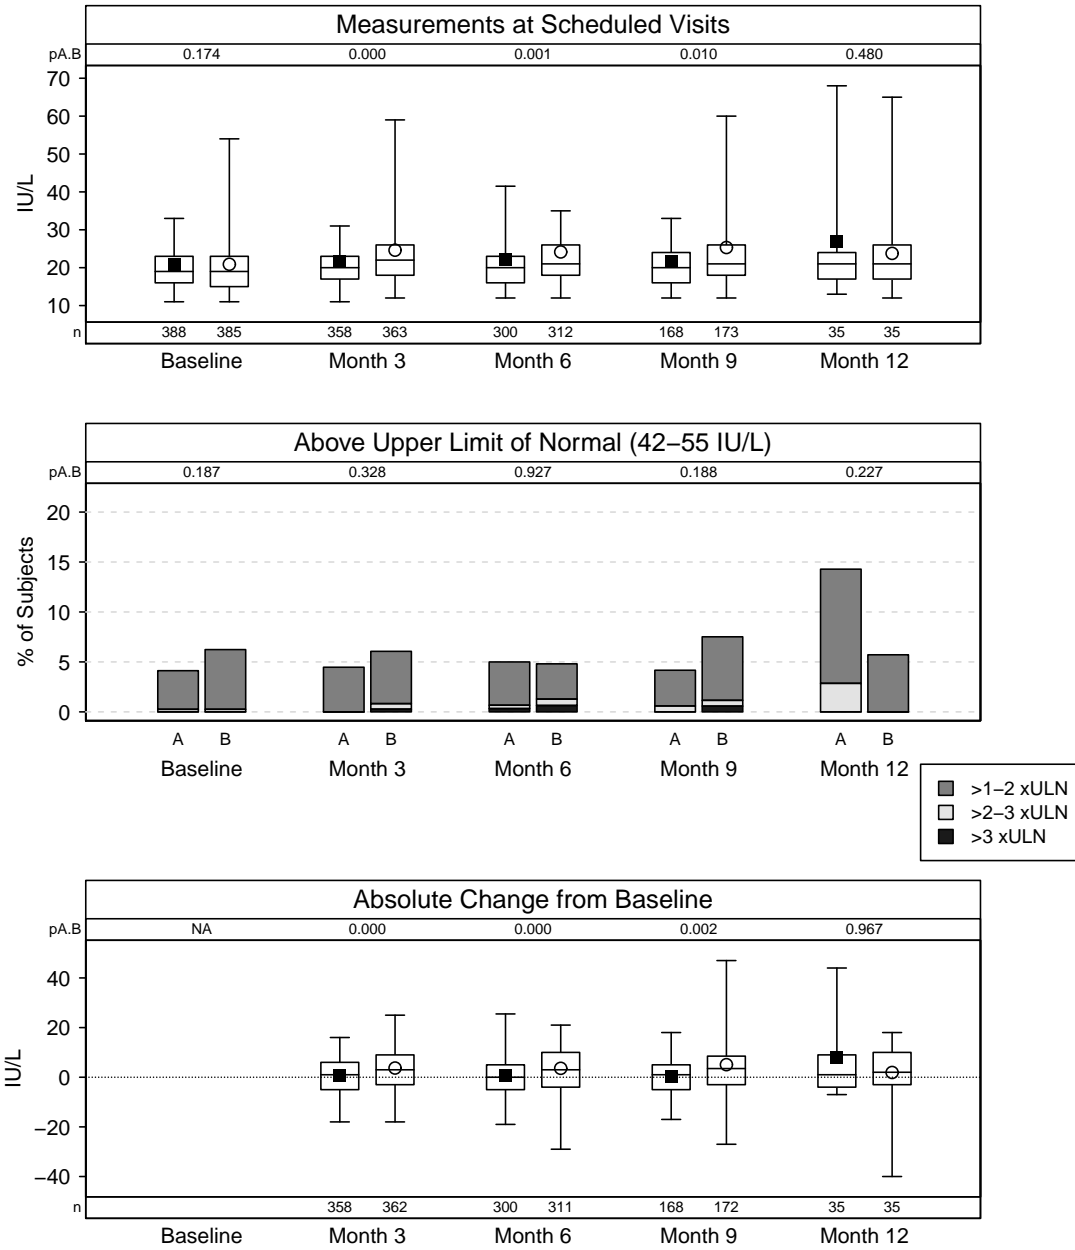 Measurements at Scheduled Visits
pA.B 0.174 0.000 0.001 0.010 0.480
70
60
50
40
30
20
10
IU/L
n 388 385 358 363 300 312 168 173 35 35
Baseline Month 3 Month 6 Month 9 Month 12
Above Upper Limit of Normal (42–55 IU/L)
pA.B 0.187 0.328 0.927 0.188 0.227
20
15
10
5
0
% of Subjects
A B A B A B A B A B
Baseline Month 3 Month 6 Month 9 Month 12
>1–2 xULN
>2–3 xULN
>3 xULN
Absolute Change from Baseline
pA.B NA 0.000 0.000 0.002 0.967
40
20
0
−20
−40
IU/L
n 358 362 300 311 168 172 35 35
Baseline Month 3 Month 6 Month 9 Month 12